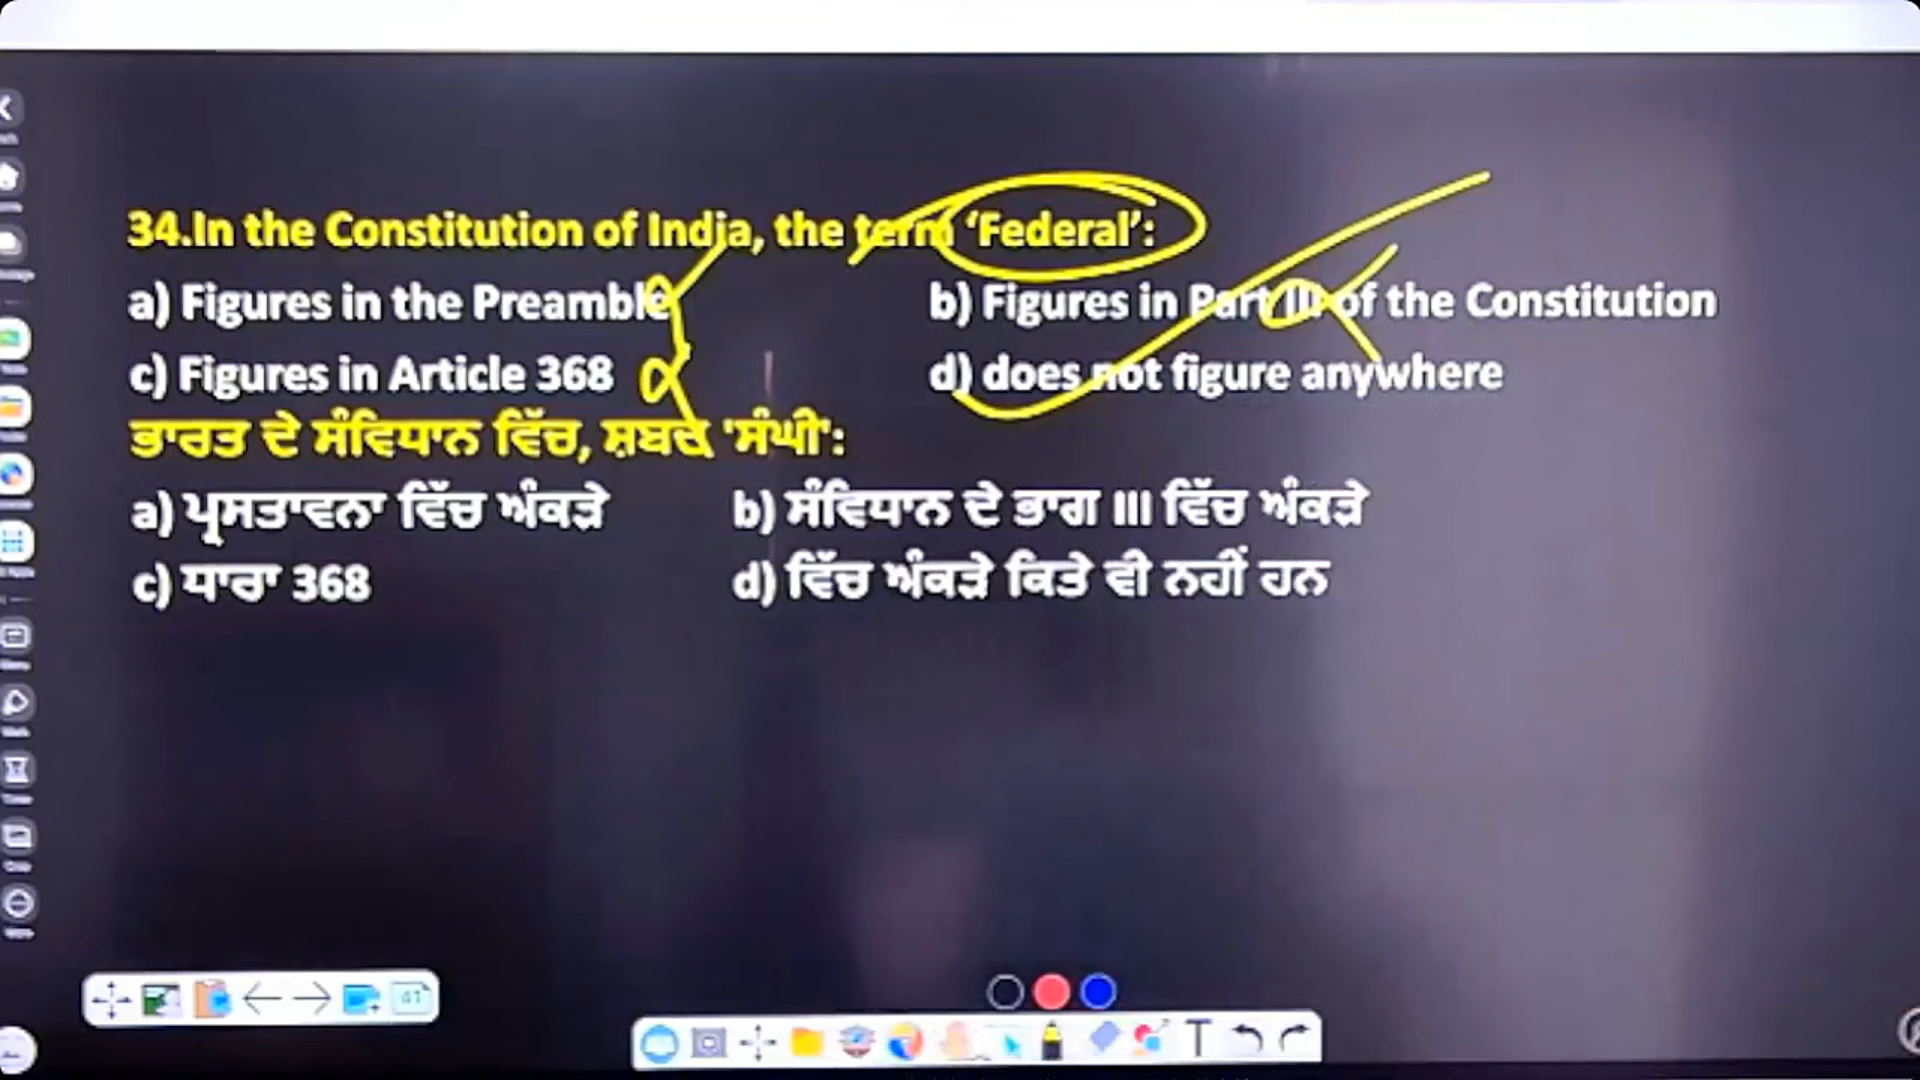 34.In the Constitution of India, the term 'Federal':
a) Figures in the Preamble b) Figures in Part III of the Constitution
c) Figures in Article 368 d) does not figure anywhere
ਭਾਰਤ ਦੇ ਸੰਵਿਧਾਨ ਵਿੱਚ, ਸ਼ਬਦ 'ਸੰਘੀ':
a) ਪ੍ਰਸਤਾਵਨਾ ਵਿੱਚ ਅੰਕੜੇ b) ਸੰਵਿਧਾਨ ਦੇ ਭਾਗ III ਵਿੱਚ ਅੰਕੜੇ
c) ਧਾਰਾ 368 d) ਵਿੱਚ ਅੰਕੜੇ ਕਿਤੇ ਵੀ ਨਹੀਂ ਹਨ
41